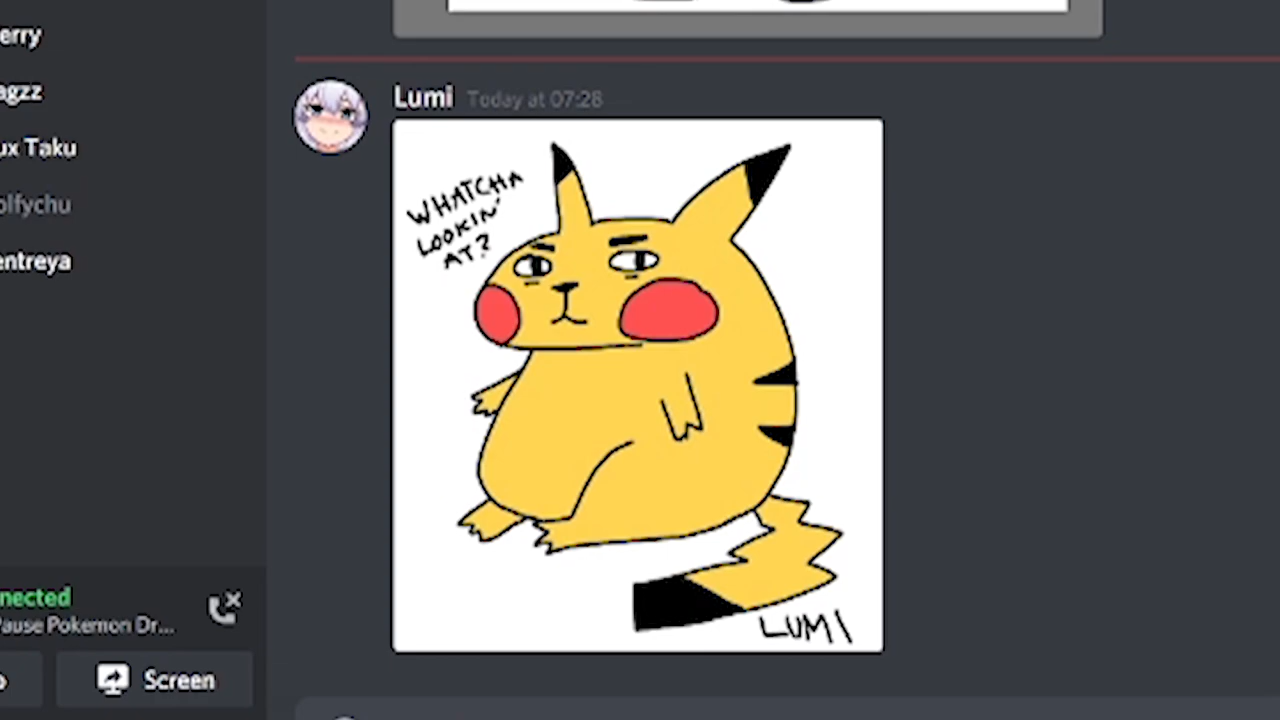 erry
agzz
ux Taku
olfychu
entreya
nected
Pause Pokemon Dr...
Screen
Lumi Today at 07:28
WHATCHA
LOOKIN'
AT?
LUMI